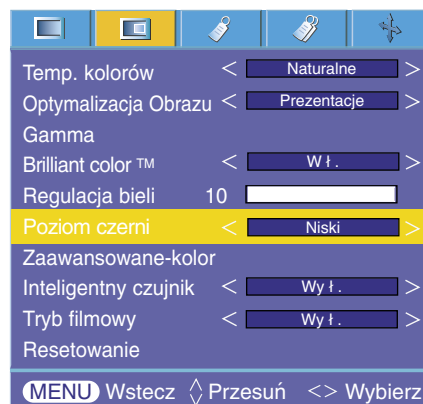 Temp. kolorów < Naturalne >
Optymalizacja Obrazu < Prezentacje >
Gamma
Brilliant color ™ < Wł. >
Regulacja bieli 10
Poziom czerni < Niski >
Zaawansowane-kolor
Inteligentny czujnik < Wył. >
Tryb filmowy < Wył. >
Resetowanie
MENU Wstecz Przesuń <> Wybierz